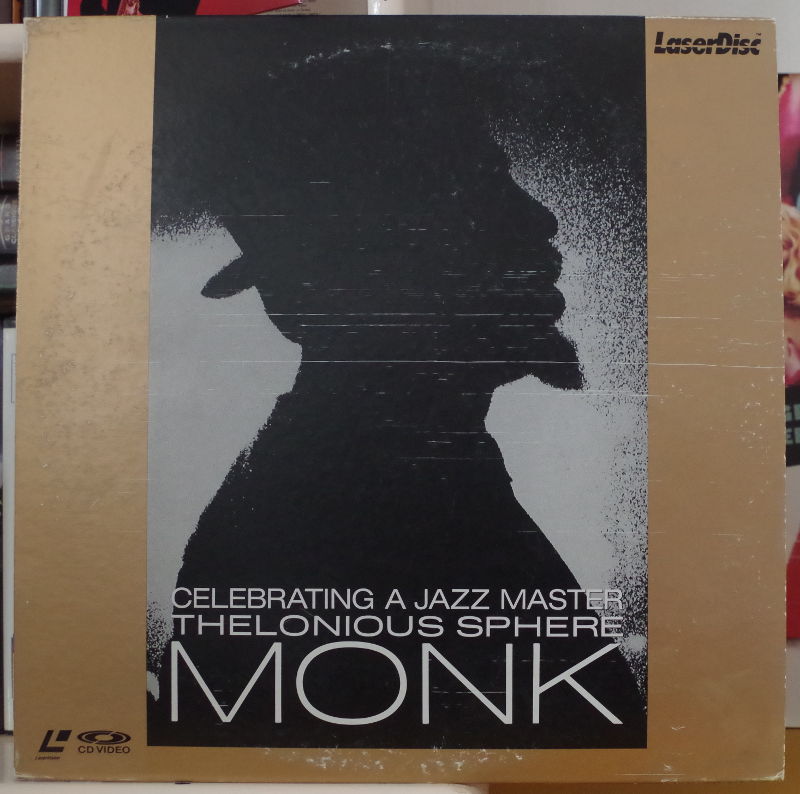 LaserDisc
CELEBRATING A JAZZ MASTER
THELONIOUS SPHERE
MONK
CD VIDEO